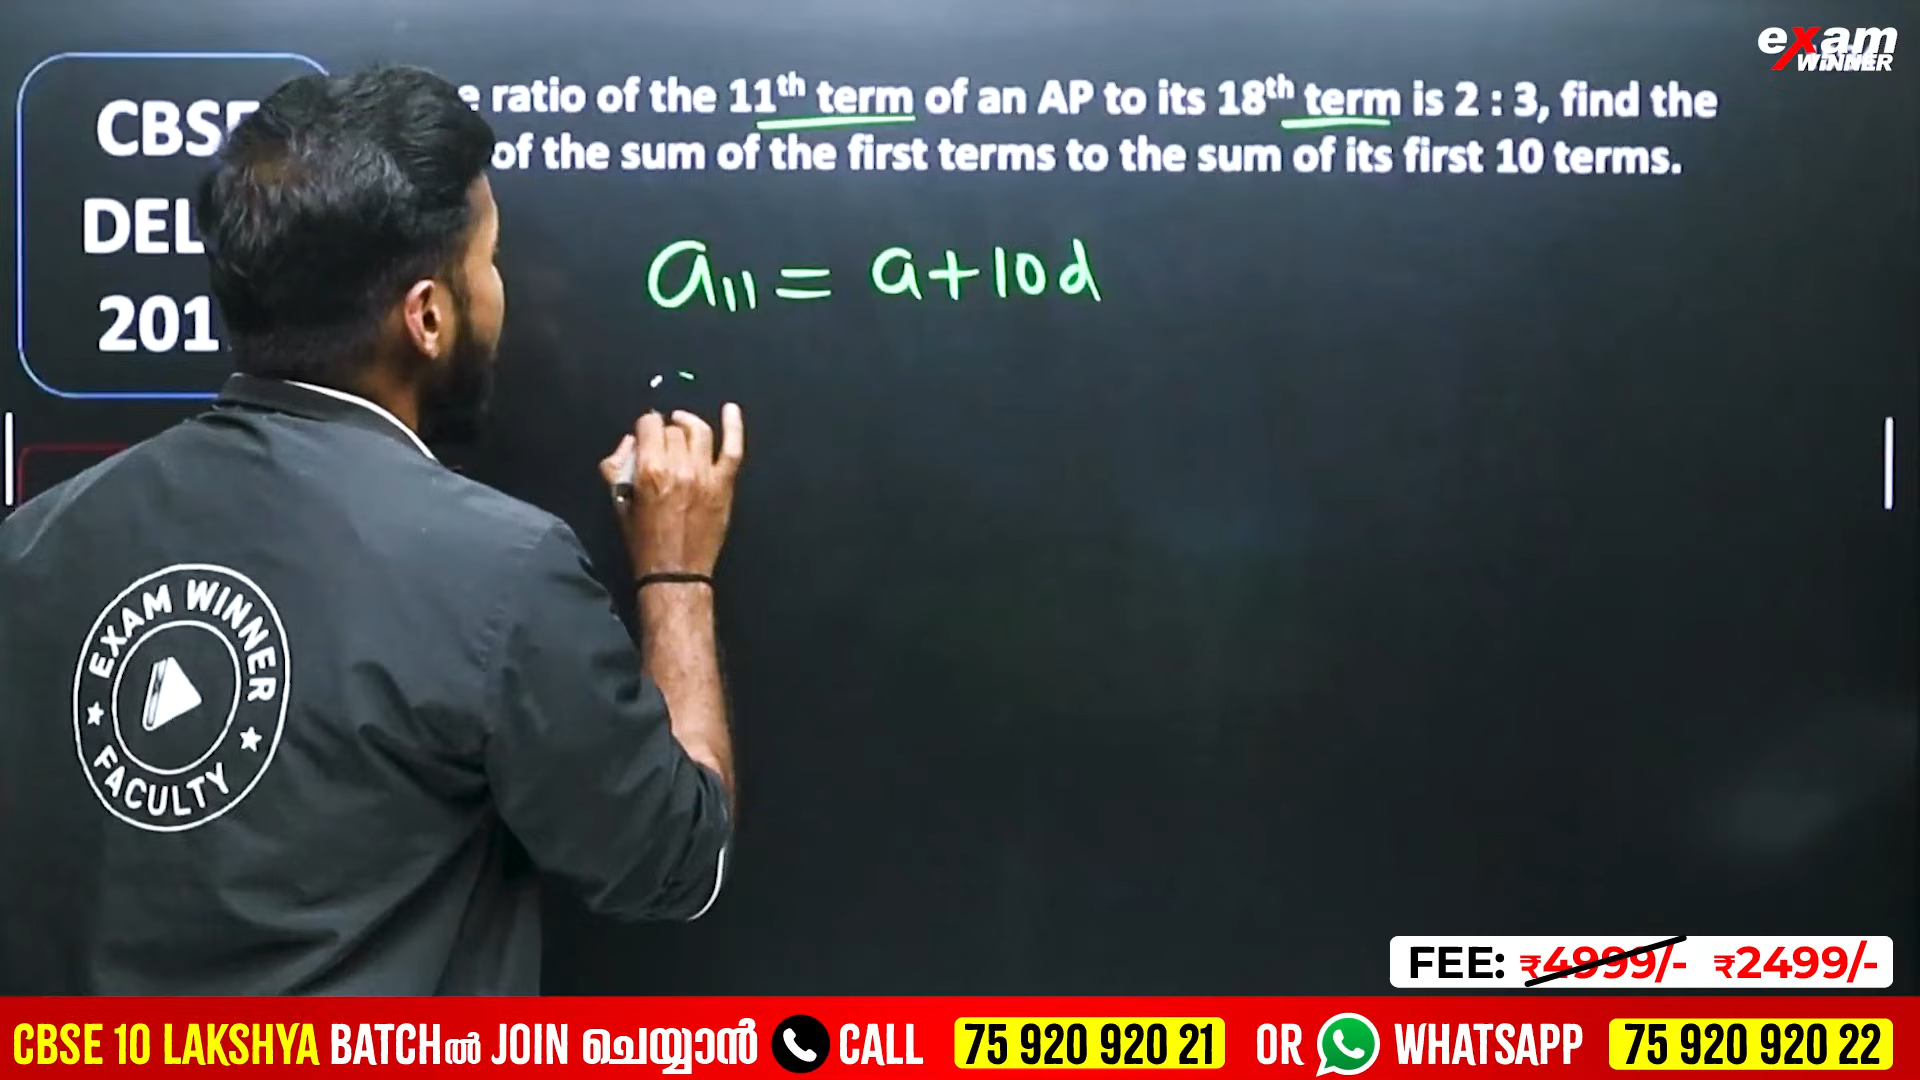 exam
WINNER
CBSE
DEL
201
e ratio of the 11th term of an AP to its 18th term is 2 : 3, find the
of the sum of the first terms to the sum of its first 10 terms.
a11 = a+10d
EXAM WINNER
FACULTY
FEE: ₹4999/- ₹2499/-
CBSE 10 LAKSHYA BATCHൽ JOIN ചെയ്യാൻ CALL 75 920 920 21 OR WHATSAPP 75 920 920 22